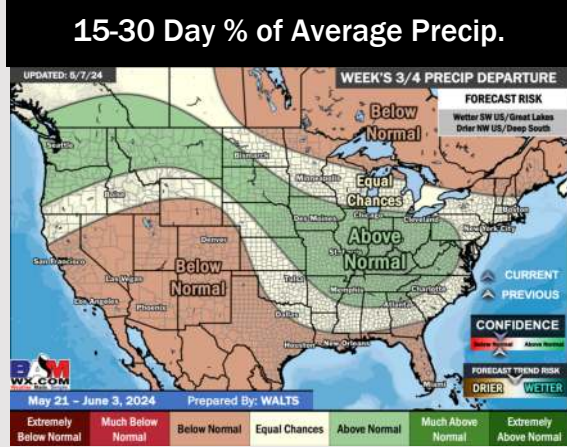 15-30 Day % of Average Precip.
UPDATED: 5/7/24
WEEK'S 3/4 PRECIP DEPARTURE
FORECAST RISK
Wetter SW US/Great Lakes
Drier NW US/Deep South
Below
Normal
Seattle
Bismarck
Minneapolis
Equal
Chances
Boise
Boston
Des Moines
Chicago
Cleveland
New York City
Above
Normal
Denver
San Francisco
Below
Normal
Las Vegas
Tulsa
Memphis
Charlotte
Los Angeles
Phoenix
Atlanta
Dallas
CURRENT
PREVIOUS
Houston
New Orleans
Miami
CONFIDENCE
Below Normal
Above Normal
FORECAST TREND RISK
DRIER
WETTER
BAM
WX.COM
May 21 – June 3, 2024
Prepared By: WALTS
Extremely
Below Normal
Much Below
Normal
Below Normal
Equal Chances
Above Normal
Much Above
Normal
Extremely
Above Normal